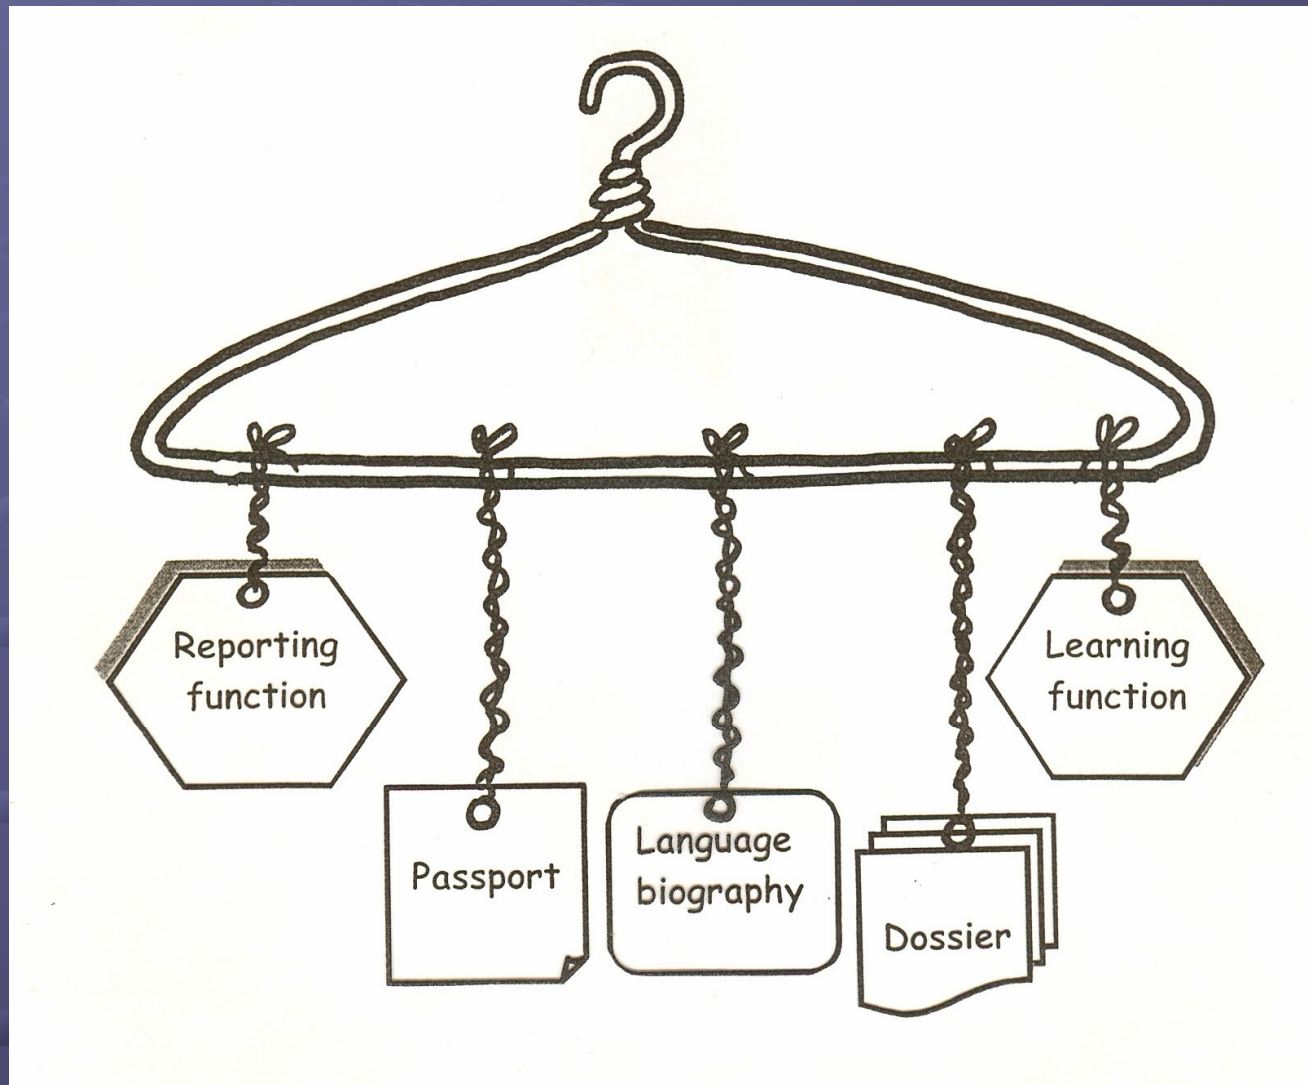 Reporting
function
Learning
function
Passport
Language
biography
Dossier